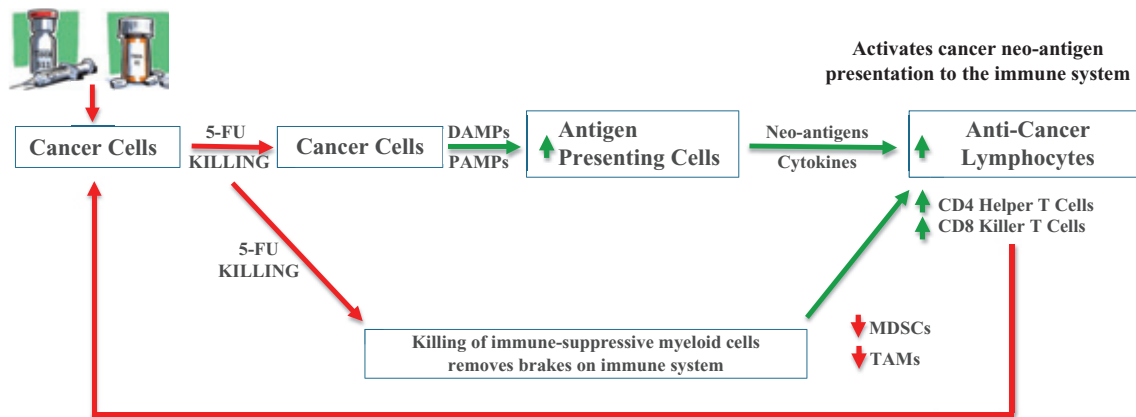 Activates cancer neo-antigen
presentation to the immune system
Cancer Cells
5-FU
KILLING
Cancer Cells
DAMPs
PAMPs
Antigen
Presenting Cells
Neo-antigens
Cytokines
Anti-Cancer
Lymphocytes
CD4 Helper T Cells
CD8 Killer T Cells
5-FU
KILLING
Killing of immune-suppressive myeloid cells
removes brakes on immune system
MDSCs
TAMs